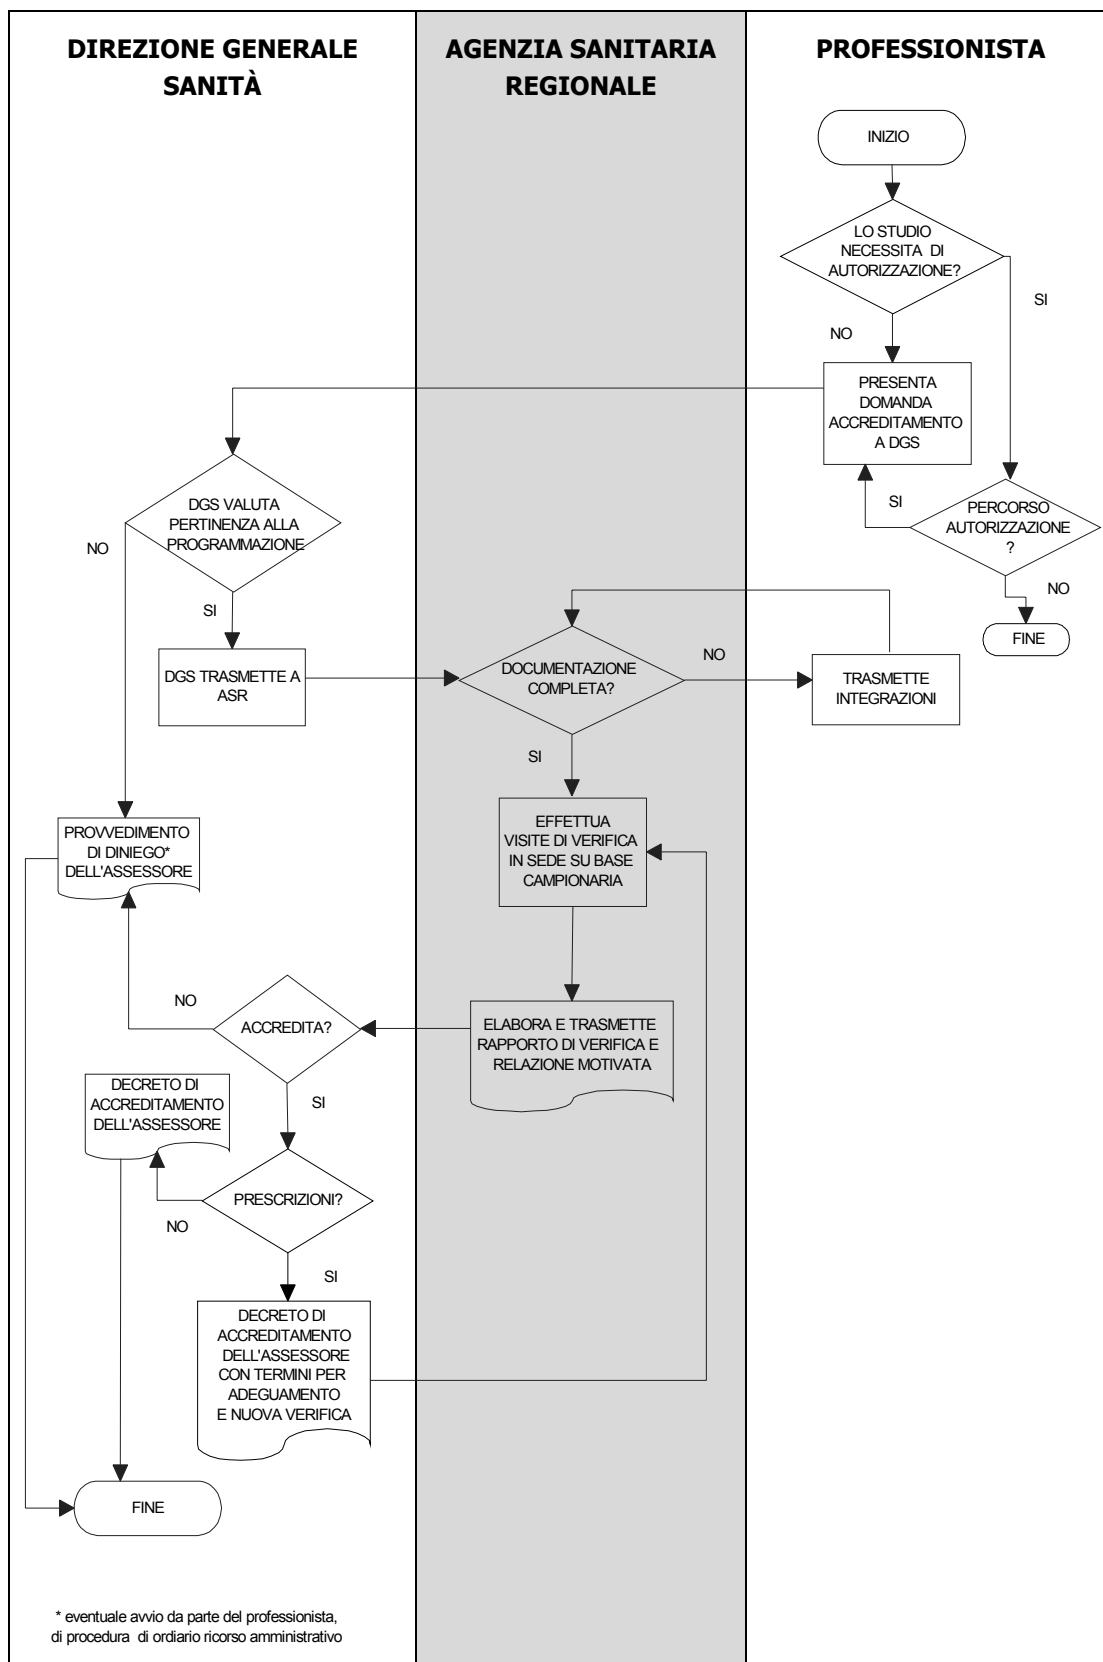 DIREZIONE GENERALE
SANITÀ
AGENZIA SANITARIA
REGIONALE
PROFESSIONISTA
INIZIO
LO STUDIO
NECESSITA DI
AUTORIZZAZIONE?
SI
NO
PRESENTA
DOMANDA
ACCREDITAMENTO
A DGS
SI
PERCORSO
AUTORIZZAZIONE
?
NO
FINE
DGS VALUTA
PERTINENZA ALLA
PROGRAMMAZIONE
NO
SI
DGS TRASMETTE A
ASR
DOCUMENTAZIONE
COMPLETA?
NO
TRASMETTE
INTEGRAZIONI
SI
EFFETTUA
VISITE DI VERIFICA
IN SEDE SU BASE
CAMPIONARIA
PROVVEDIMENTO
DI DINIEGO*
DELL'ASSESSORE
NO
ACCREDITA?
ELABORA E TRASMETTE
RAPPORTO DI VERIFICA E
RELAZIONE MOTIVATA
SI
DECRETO DI
ACCREDITAMENTO
DELL'ASSESSORE
PRESCRIZIONI?
NO
SI
DECRETO DI
ACCREDITAMENTO
DELL'ASSESSORE
CON TERMINI PER
ADEGUAMENTO
E NUOVA VERIFICA
FINE
* eventuale avvio da parte del professionista,
di procedura di ordiario ricorso amministrativo